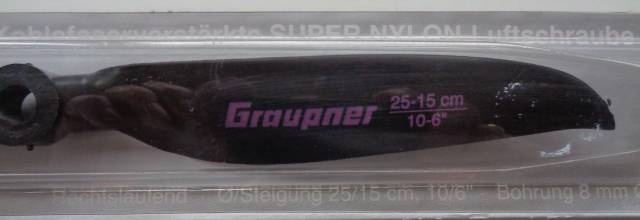 Kohlefaserverstärkte SUPER NYLON Luftschraube
Graupner
25-15 cm
10-6"
Rechtslaufend Ø/Steigung 25/15 cm, 10/6" Bohrung 8 mm